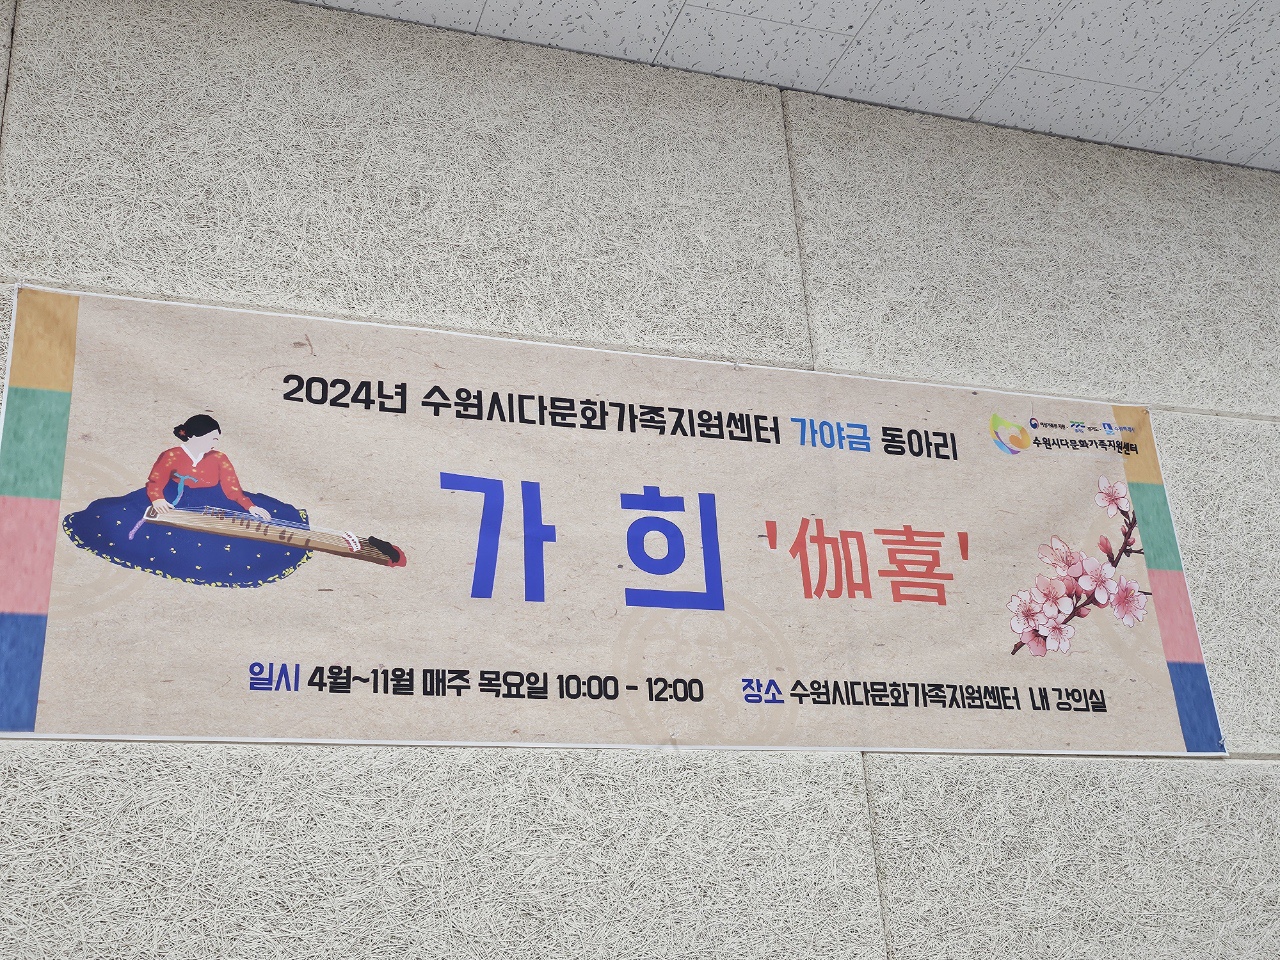 2024년 수원시다문화가족지원센터 가야금 동아리
수원시다문화가족지원센터
가 희 '伽喜'
일시 4월~11월 매주 목요일 10:00 - 12:00
장소 수원시다문화가족지원센터 내 강의실